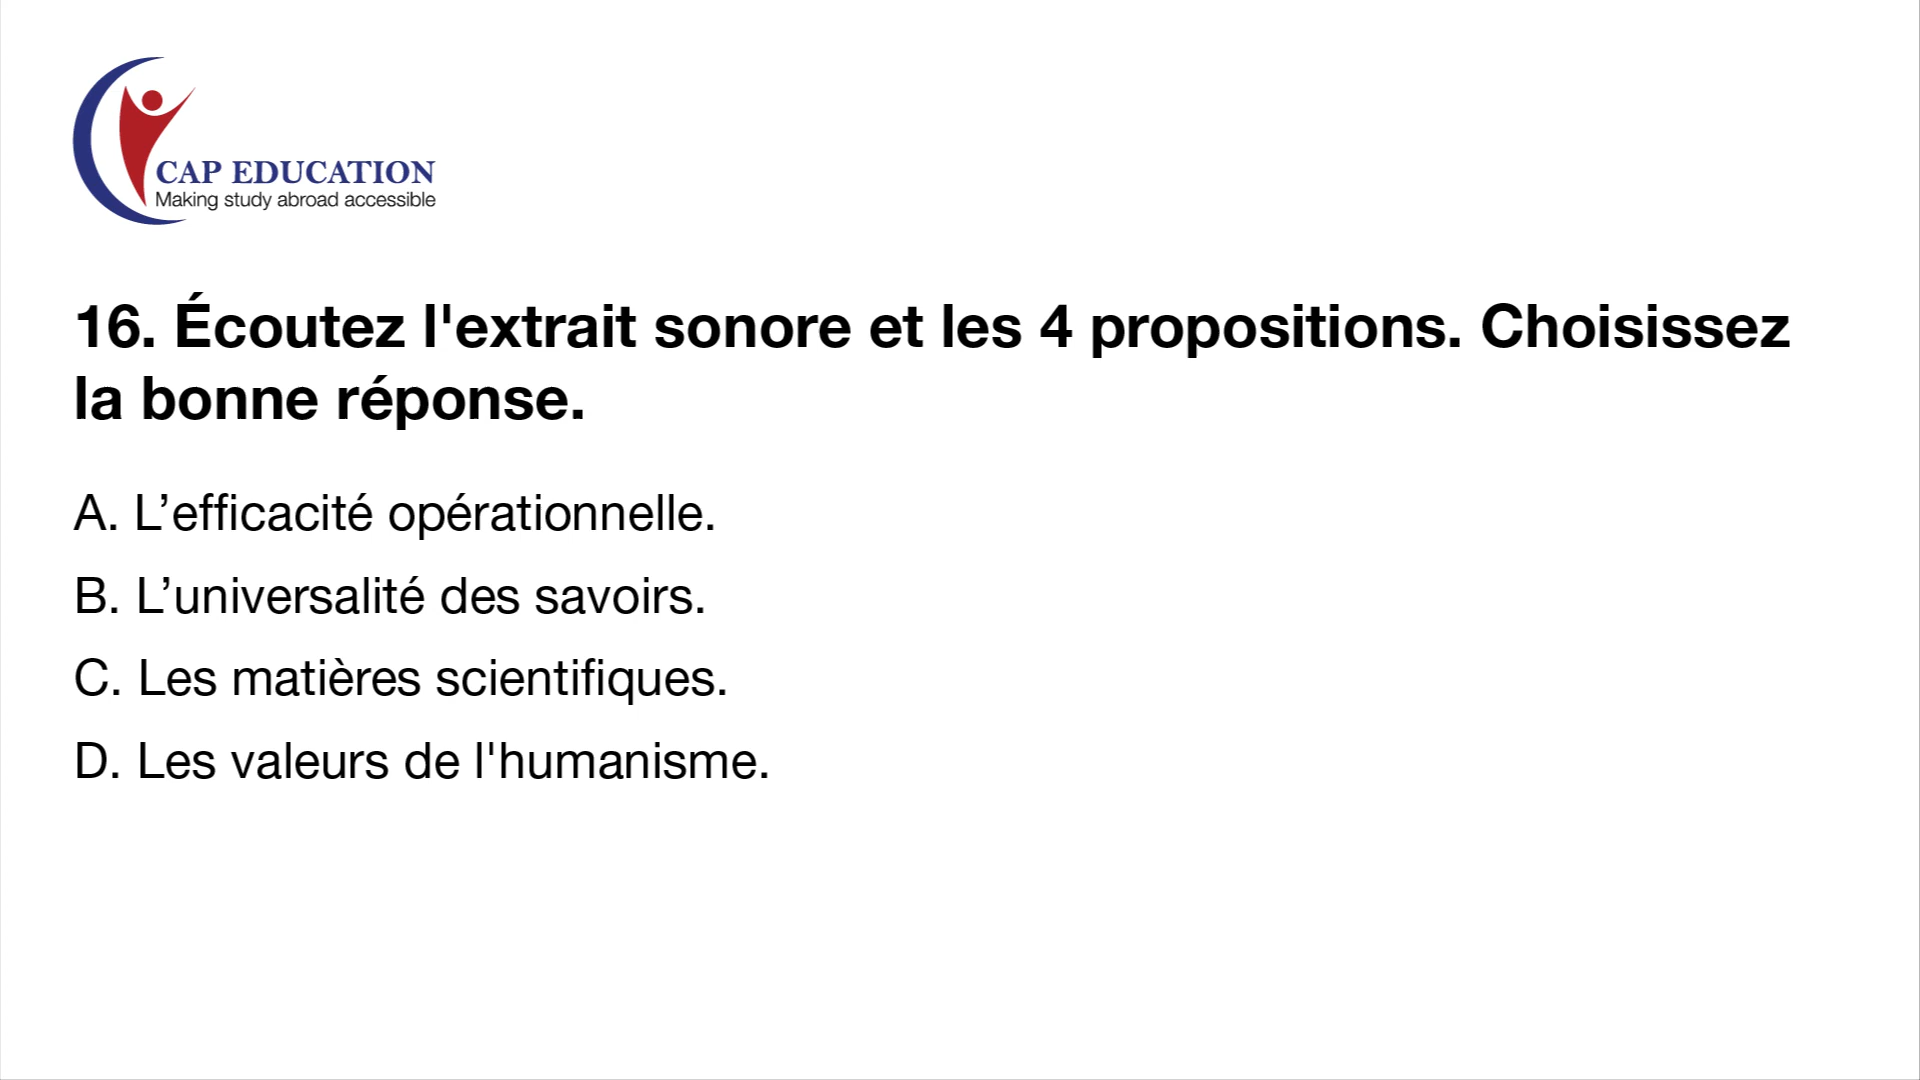 CAP EDUCATION
Making study abroad accessible
16. Écoutez l'extrait sonore et les 4 propositions. Choisissez
la bonne réponse.
A. L’efficacité opérationnelle.
B. L’universalité des savoirs.
C. Les matières scientifiques.
D. Les valeurs de l'humanisme.